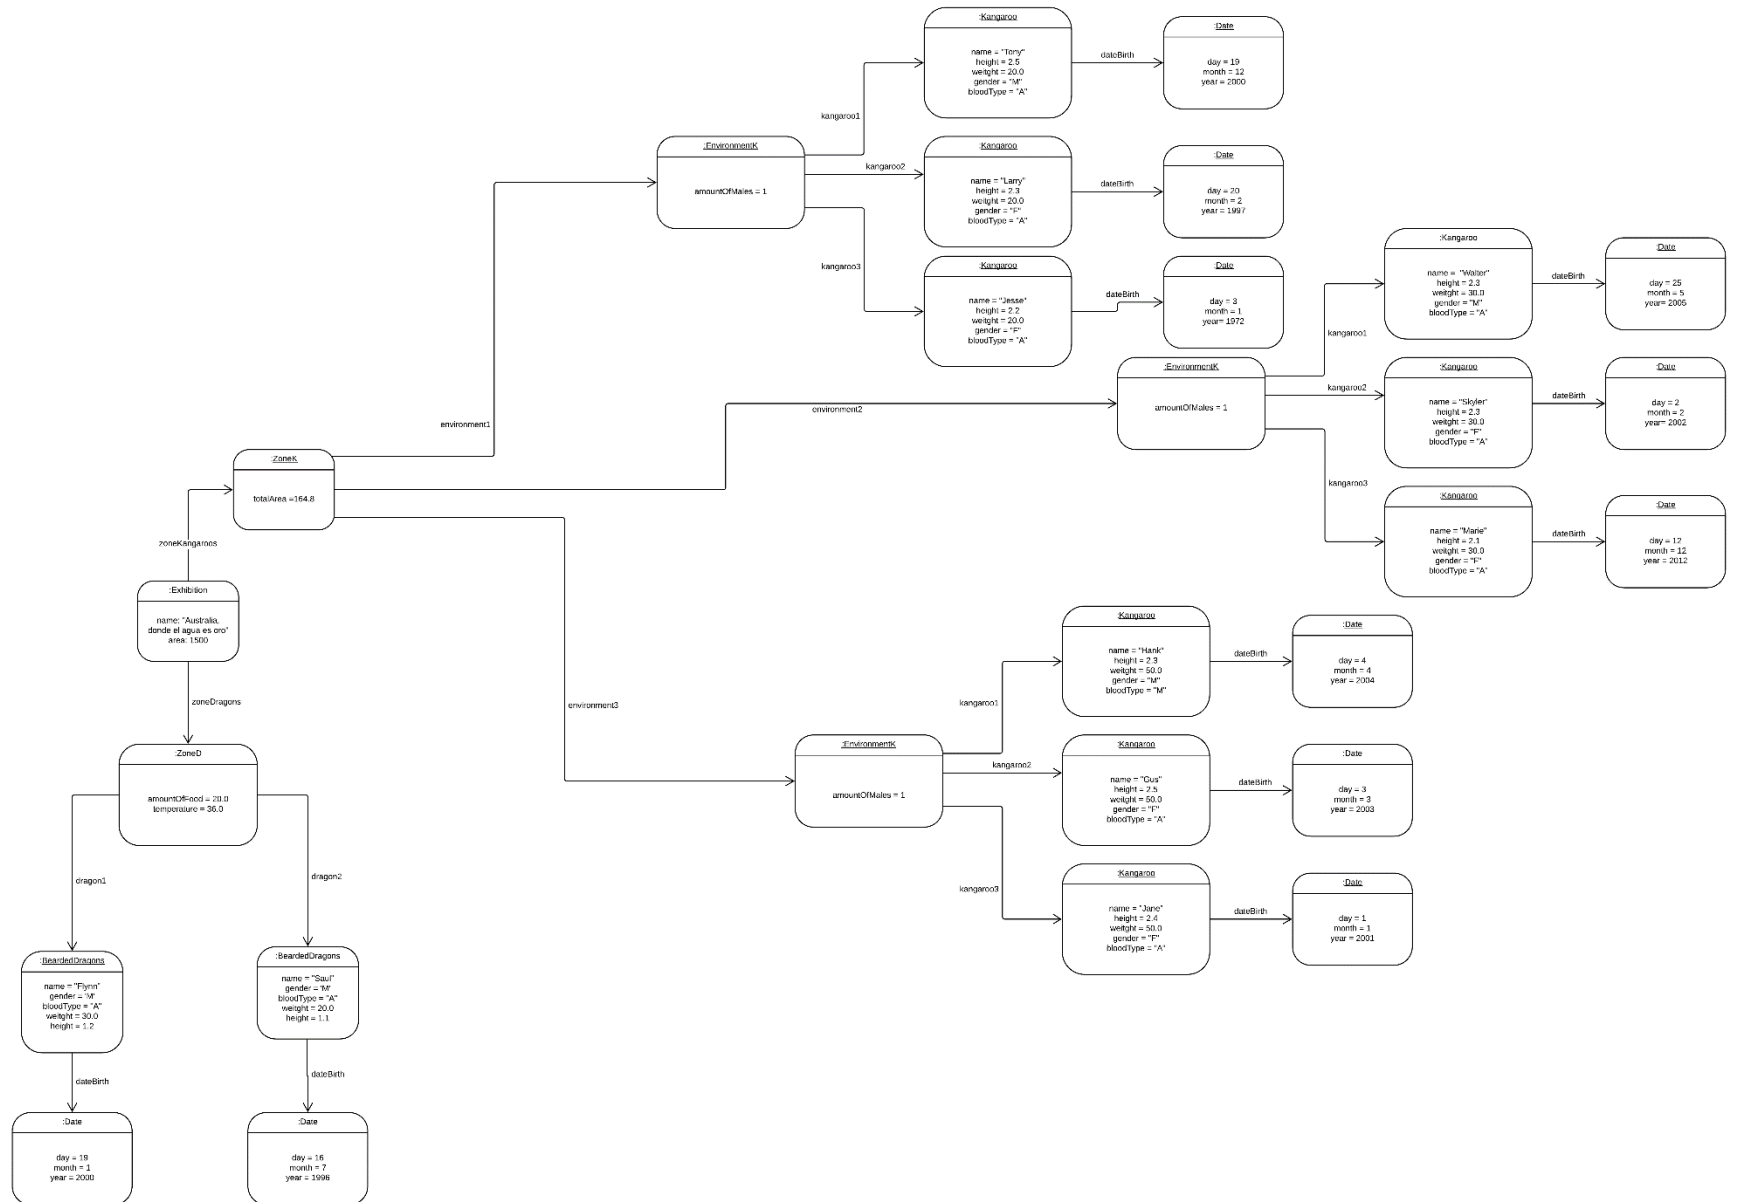 :Kangaroo
name = "Tony"
height = 2.5
weitght = 20.0
gender = "M"
bloodType = "A"
dateBirth
:Date
day = 19
month = 12
year = 2000
kangaroo1
:EnvironmentK
amountOfMales = 1
kangaroo2
:Kangaroo
name = "Larry"
height = 2.3
weitght = 20.0
gender = "F"
bloodType = "A"
dateBirth
:Date
day = 20
month = 2
year = 1997
kangaroo3
:Kangaroo
name = "Jesse"
height = 2.2
weitght = 20.0
gender = "F"
bloodType = "A"
dateBirth
:Date
day = 3
month = 1
year= 1972
environment1
environment2
:EnvironmentK
amountOfMales = 1
kangaroo1
:Kangaroo
name = "Walter"
height = 2.3
weitght = 30.0
gender = "M"
bloodType = "A"
dateBirth
:Date
day = 25
month = 5
year= 2005
kangaroo2
:Kangaroo
name = "Skyler"
height = 2.3
weitght = 30.0
gender = "F"
bloodType = "A"
dateBirth
:Date
day = 2
month = 2
year= 2002
kangaroo3
:Kangaroo
name = "Marie"
height = 2.1
weitght = 30.0
gender = "F"
bloodType = "A"
dateBirth
:Date
day = 12
month = 12
year = 2012
:ZoneK
totalArea =164.8
zoneKangaroos
:Exhibition
name: "Australia,
donde el agua es oro"
area: 1500
zoneDragons
environment3
:EnvironmentK
amountOfMales = 1
kangaroo1
:Kangaroo
name = "Hank"
height = 2.3
weitght = 50.0
gender = "M"
bloodType = "M"
dateBirth
:Date
day = 4
month = 4
year = 2004
kangaroo2
:Kangaroo
name = "Gus"
height = 2.5
weitght = 50.0
gender = "F"
bloodType = "A"
dateBirth
:Date
day = 3
month = 3
year = 2003
kangaroo3
:Kangaroo
name = "Jane"
height = 2.4
weitght = 50.0
gender = "F"
bloodType = "A"
dateBirth
:Date
day = 1
month = 1
year = 2001
:ZoneD
amountOfFood = 20.0
temperature = 36.0
dragon1
dragon2
:BeardedDragons
name = "Flynn"
gender = 'M'
bloodType = "A"
weitght = 30.0
height = 1.2
:BeardedDragons
name = "Saul"
gender = 'M'
bloodType = "A"
weitght = 20.0
height = 1.1
dateBirth
dateBirth
:Date
day = 19
month = 1
year = 2000
:Date
day = 16
month = 7
year = 1996